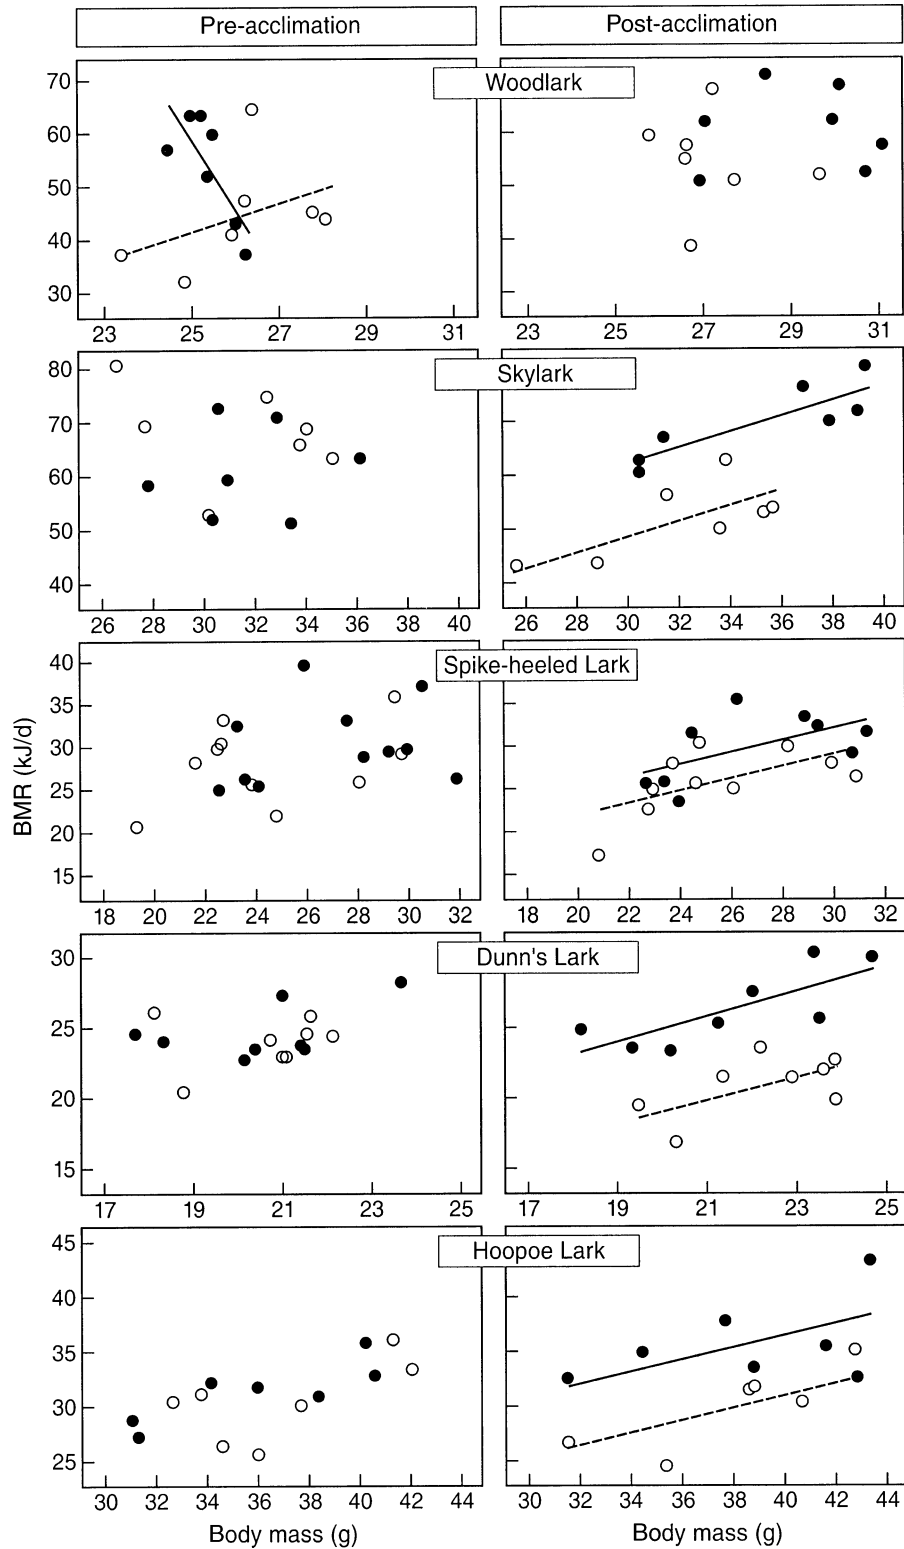 Pre-acclimation Post-acclimation
Woodlark
70
60
50
40
30
23 25 27 29 31 23 25 27 29 31
Skylark
80
70
60
50
40
26 28 30 32 34 36 38 40 26 28 30 32 34 36 38 40
Spike-heeled Lark
40
35
30
25
20
15
BMR (kJ/d)
18 20 22 24 26 28 30 32 18 20 22 24 26 28 30 32
Dunn's Lark
30
25
20
15
17 19 21 23 25 17 19 21 23 25
Hoopoe Lark
45
40
35
30
25
30 32 34 36 38 40 42 44 30 32 34 36 38 40 42 44
Body mass (g) Body mass (g)